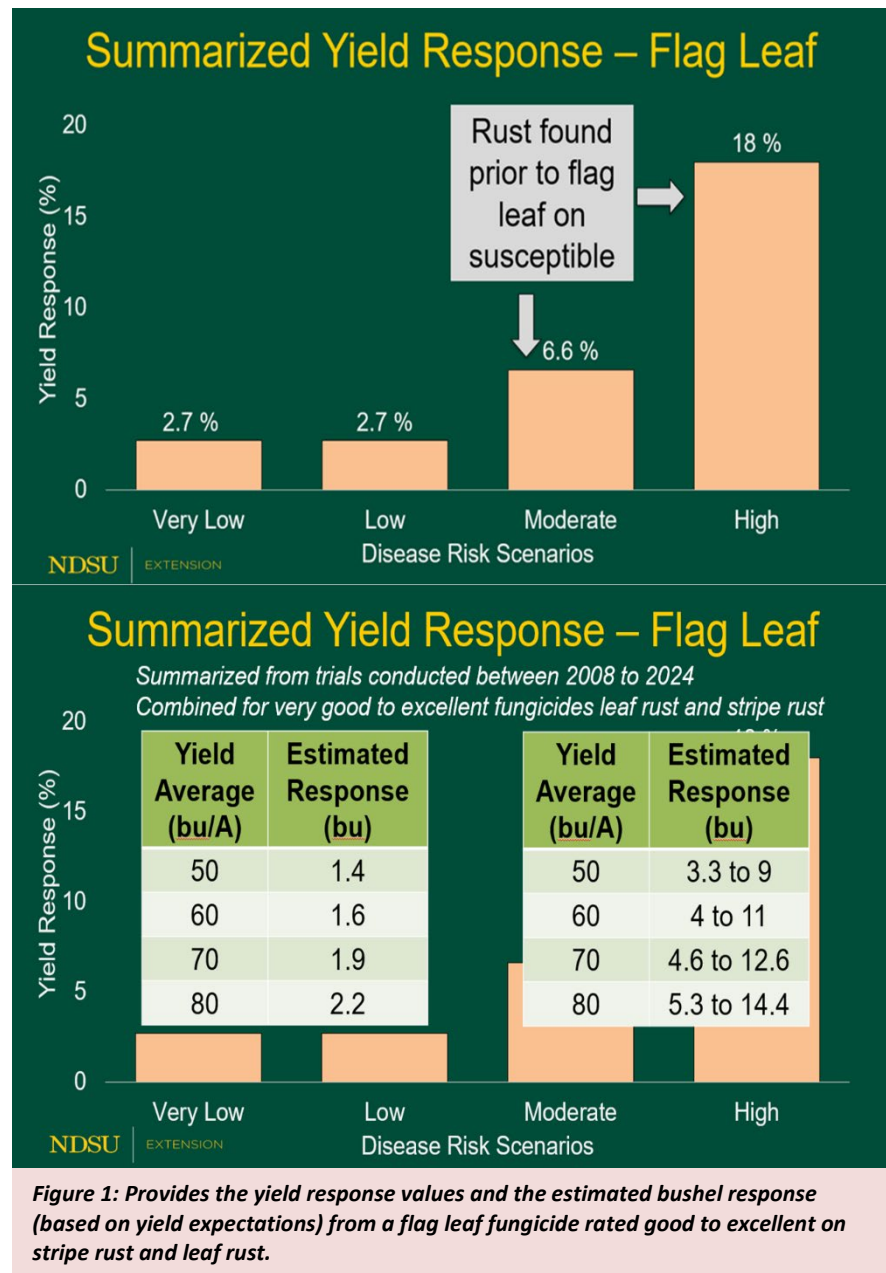 Summarized Yield Response – Flag Leaf
20
15
10
5
0
Yield Response (%)
Rust found
prior to flag
leaf on
susceptible
2.7 %
2.7 %
6.6 %
18 %
Very Low
Low
Moderate
High
Disease Risk Scenarios
NDSU EXTENSION
Summarized Yield Response – Flag Leaf
Summarized from trials conducted between 2008 to 2024
Combined for very good to excellent fungicides leaf rust and stripe rust
20
15
10
5
0
Yield Response (%)
Yield Estimated
Average Response
(bu/A) (bu)
50 1.4
60 1.6
70 1.9
80 2.2
Yield Estimated
Average Response
(bu/A) (bu)
50 3.3 to 9
60 4 to 11
70 4.6 to 12.6
80 5.3 to 14.4
Very Low
Low
Moderate
High
Disease Risk Scenarios
NDSU EXTENSION
Figure 1: Provides the yield response values and the estimated bushel response
(based on yield expectations) from a flag leaf fungicide rated good to excellent on
stripe rust and leaf rust.